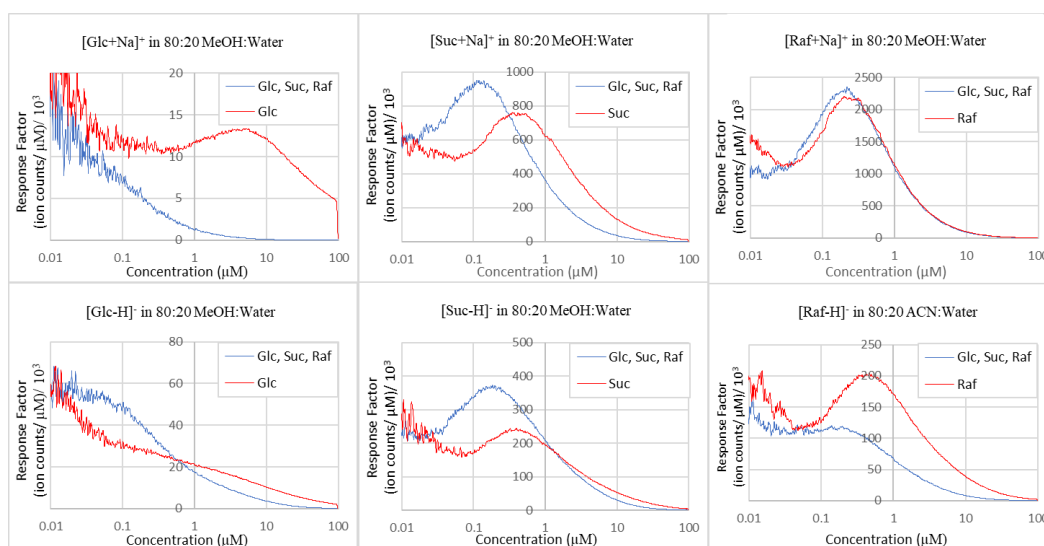 [Glc+Na]⁺ in 80:20 MeOH:Water
Response Factor
(ion counts/ µM)/ 10³
20
15
10
5
0
Glc, Suc, Raf
Glc
0.01 0.1 1 10 100
Concentration (µM)
[Suc+Na]⁺ in 80:20 MeOH:Water
Response Factor
(ion counts/ µM)/ 10³
1000
800
600
400
200
0
Glc, Suc, Raf
Suc
0.01 0.1 1 10 100
Concentration (µM)
[Raf+Na]⁺ in 80:20 MeOH:Water
Response Factor
(ion counts/ µM)/ 10³
2500
2000
1500
1000
500
0
Glc, Suc, Raf
Raf
0.01 0.1 1 10 100
Concentration (µM)
[Glc-H]⁻ in 80:20 MeOH:Water
Response Factor
(ion counts/ µM)/ 10³
80
60
40
20
0
Glc, Suc, Raf
Glc
0.01 0.1 1 10 100
Concentration (µM)
[Suc-H]⁻ in 80:20 MeOH:Water
Response Factor
(ion counts/ µM)/ 10³
500
400
300
200
100
0
Glc, Suc, Raf
Suc
0.01 0.1 1 10 100
Concentration (µM)
[Raf-H]⁻ in 80:20 ACN:Water
Response Factor
(ion counts/ µM)/ 10³
250
200
150
100
50
0
Glc, Suc, Raf
Raf
0.01 0.1 1 10 100
Concentration (µM)